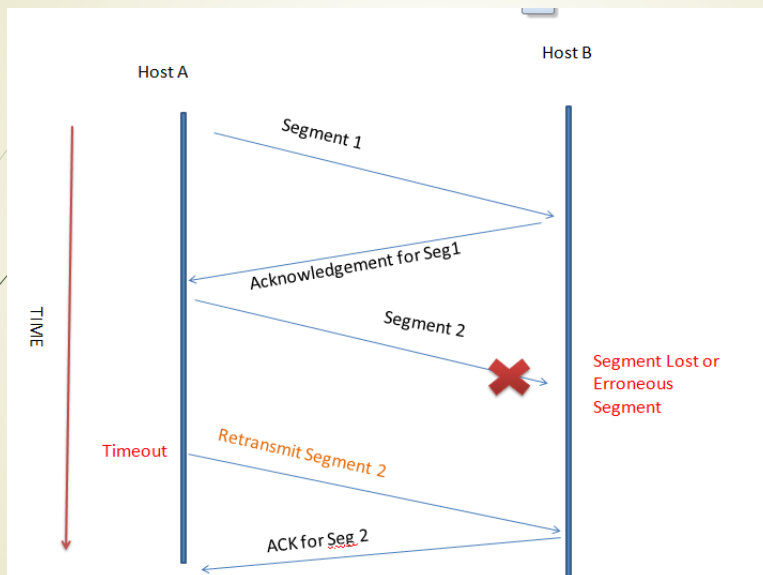 Host A
Host B
Segment 1
Acknowledgement for Seg1
Segment 2
TIME
Segment Lost or
Erroneous
Segment
Timeout
Retransmit Segment 2
ACK for Seg 2